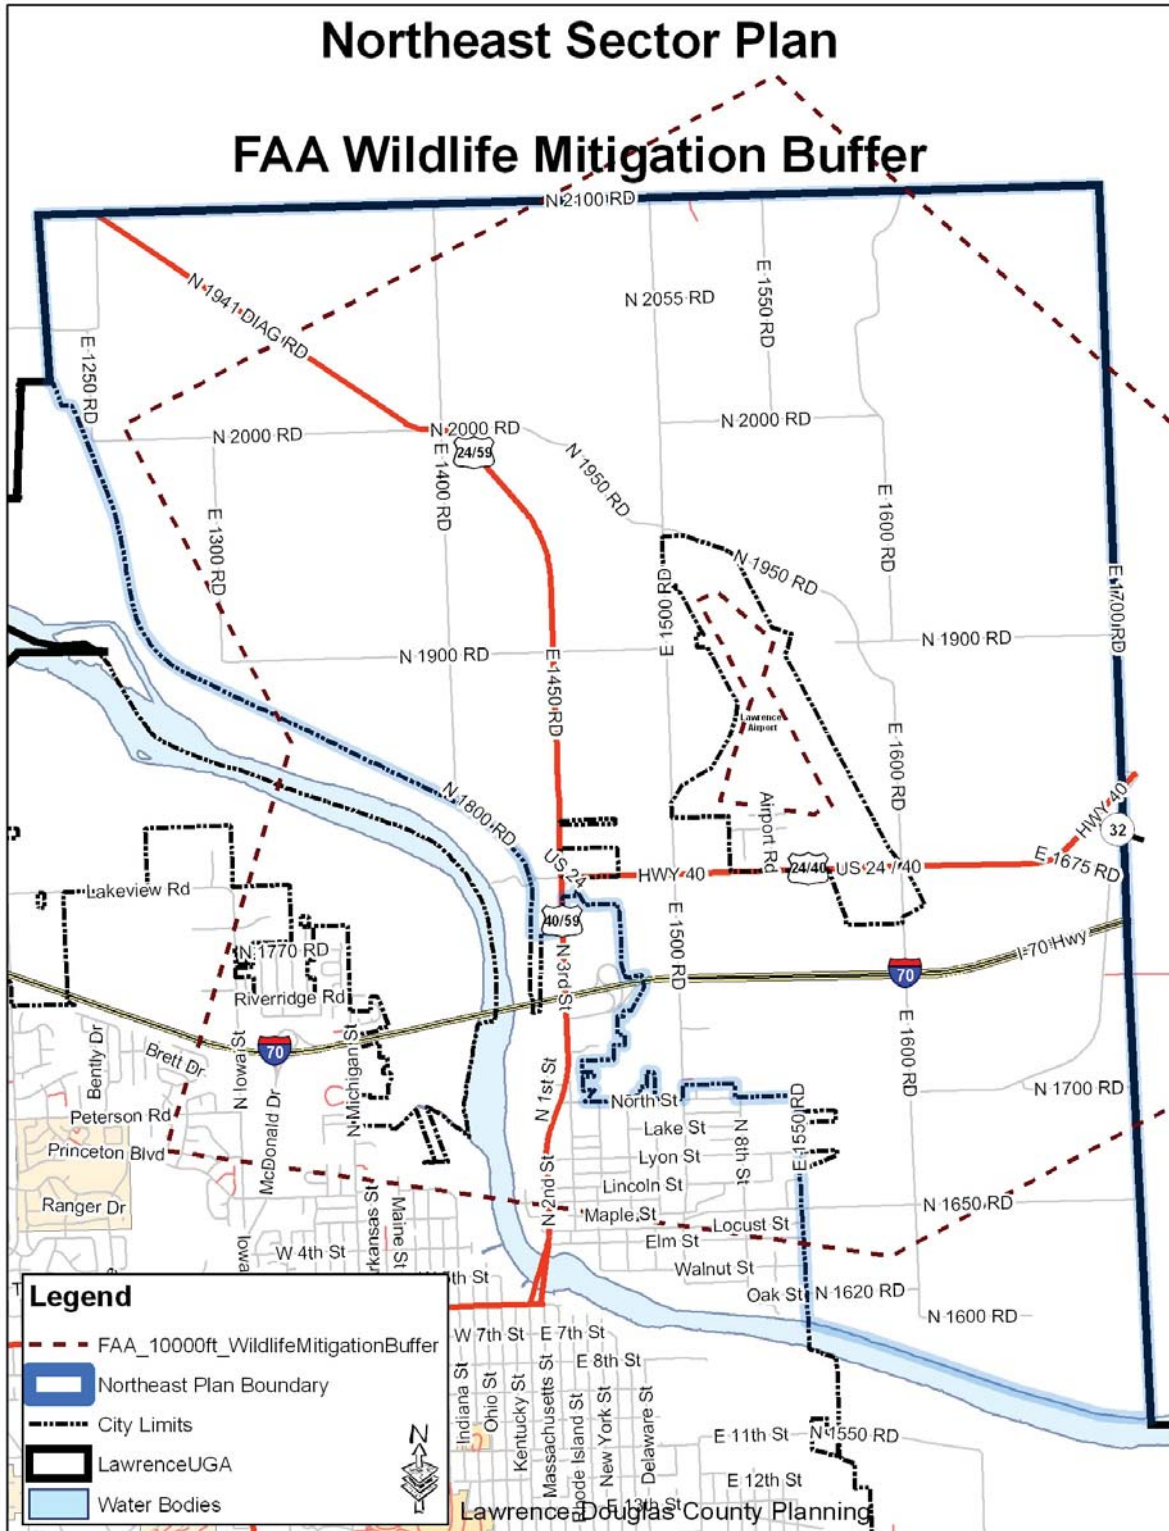 Northeast Sector Plan
FAA Wildlife Mitigation Buffer
N 2100 RD
N 1941 DIAG RD
N 2055 RD
E 1550 RD
E 1250 RD
N 2000 RD
N 2000 RD
N 2000 RD
24/59
N 1950 RD
E 1400 RD
E 1300 RD
E 1600 RD
N 1950 RD
E 1500 RD
E 1700 RD
N 1900 RD
N 1900 RD
E 1450 RD
Lawrence
Airport
E 1600 RD
N 1800 RD
Airport Rd
HWY 40
32
US 24
HWY 40
24/40
US 24 / 40
E 1675 RD
Lakeview Rd
40/59
E 1500 RD
N 1770 RD
N 3rd St
I-70 Hwy
70
Riverridge Rd
Bently Dr
Brett Dr
N Iowa St
70
N Michigan St
E 1600 RD
McDonald Dr
N 1st St
N 1700 RD
Peterson Rd
North St
E 1550 RD
Lake St
N 8th St
Princeton Blvd
Lyon St
N 2nd St
Lincoln St
Ranger Dr
Maine St
N 1650 RD
Maple St
Locust St
W 4th St
Elm St
Walnut St
Oak St
N 1620 RD
N 1600 RD
W 7th St
E 7th St
E 8th St
Indiana St
Ohio St
Kentucky St
Massachusetts St
New York St
Delaware St
E 11th St
N 1550 RD
E 12th St
E 13th St
Legend
FAA_10000ft_WildlifeMitigationBuffer
Northeast Plan Boundary
City Limits
LawrenceUGA
Water Bodies
N
Lawrence-Douglas County Planning